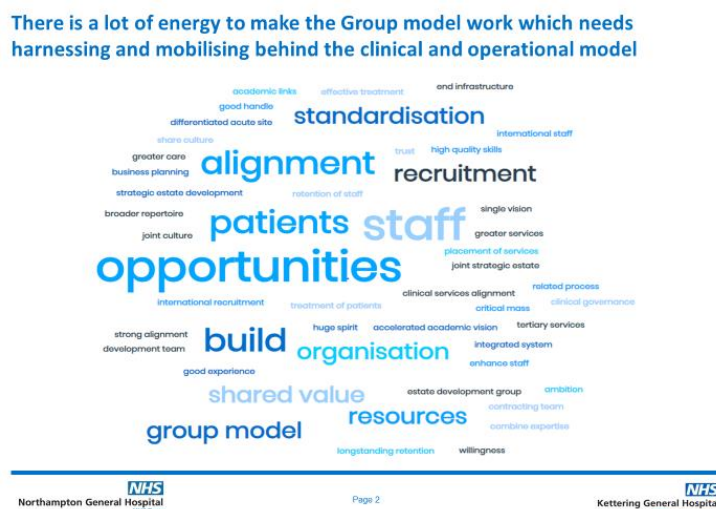 There is a lot of energy to make the Group model work which needs
harnessing and mobilising behind the clinical and operational model
academic links effective treatment end infrastructure
good handle
differentiated acute site standardisation
international staff
share culture
trust high quality skills
greater care alignment recruitment
business planning
strategic estate development retention of staff
broader repertoire patients staff single vision
joint culture greater services
placement of services
opportunities joint strategic estate
related process
clinical services alignment
international recruitment treatment of patients critical mass clinical governance
huge spirit accelerated academic vision tertiary services
strong alignment build
development team organisation integrated system
enhance staff
good experience
shared value estate development group ambition
resources contracting team
group model combine expertise
longstanding retention willingness
NHS NHS
Northampton General Hospital Page 2 Kettering General Hospita